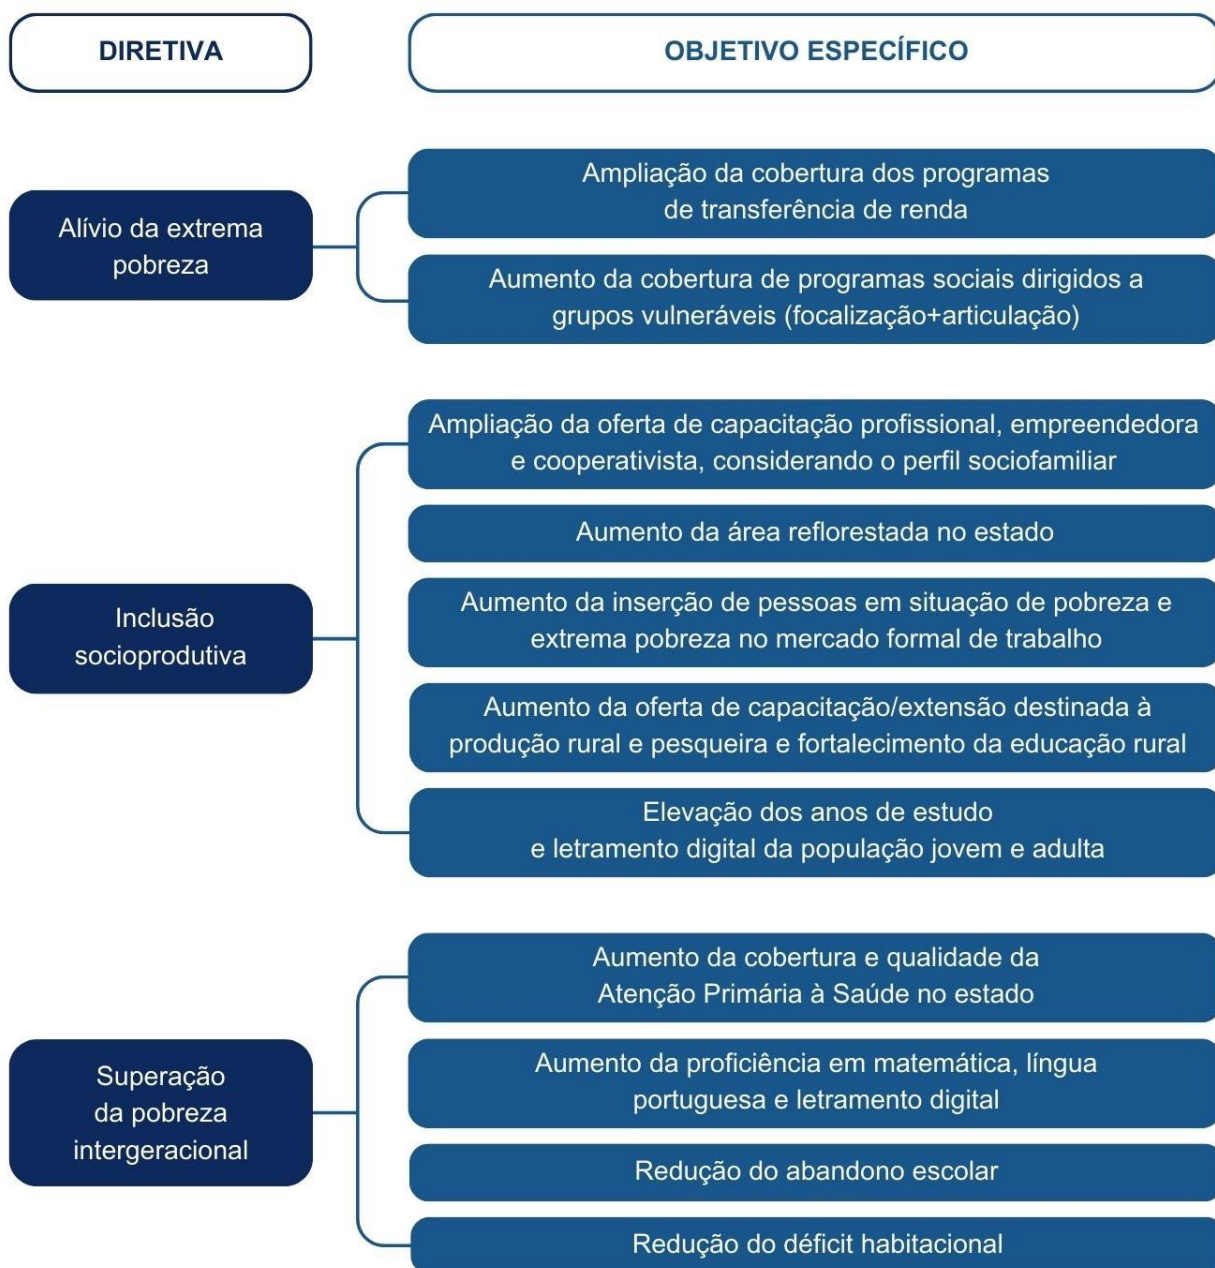 DIRETIVA
OBJETIVO ESPECÍFICO
Alívio da extrema
pobreza
Ampliação da cobertura dos programas
de transferência de renda
Aumento da cobertura de programas sociais dirigidos a
grupos vulneráveis (focalização+articulação)
Inclusão
socioprodutiva
Ampliação da oferta de capacitação profissional, empreendedora
e cooperativista, considerando o perfil sociofamiliar
Aumento da área reflorestada no estado
Aumento da inserção de pessoas em situação de pobreza e
extrema pobreza no mercado formal de trabalho
Aumento da oferta de capacitação/extensão destinada à
produção rural e pesqueira e fortalecimento da educação rural
Elevação dos anos de estudo
e letramento digital da população jovem e adulta
Superação
da pobreza
intergeracional
Aumento da cobertura e qualidade da
Atenção Primária à Saúde no estado
Aumento da proficiência em matemática, língua
portuguesa e letramento digital
Redução do abandono escolar
Redução do déficit habitacional